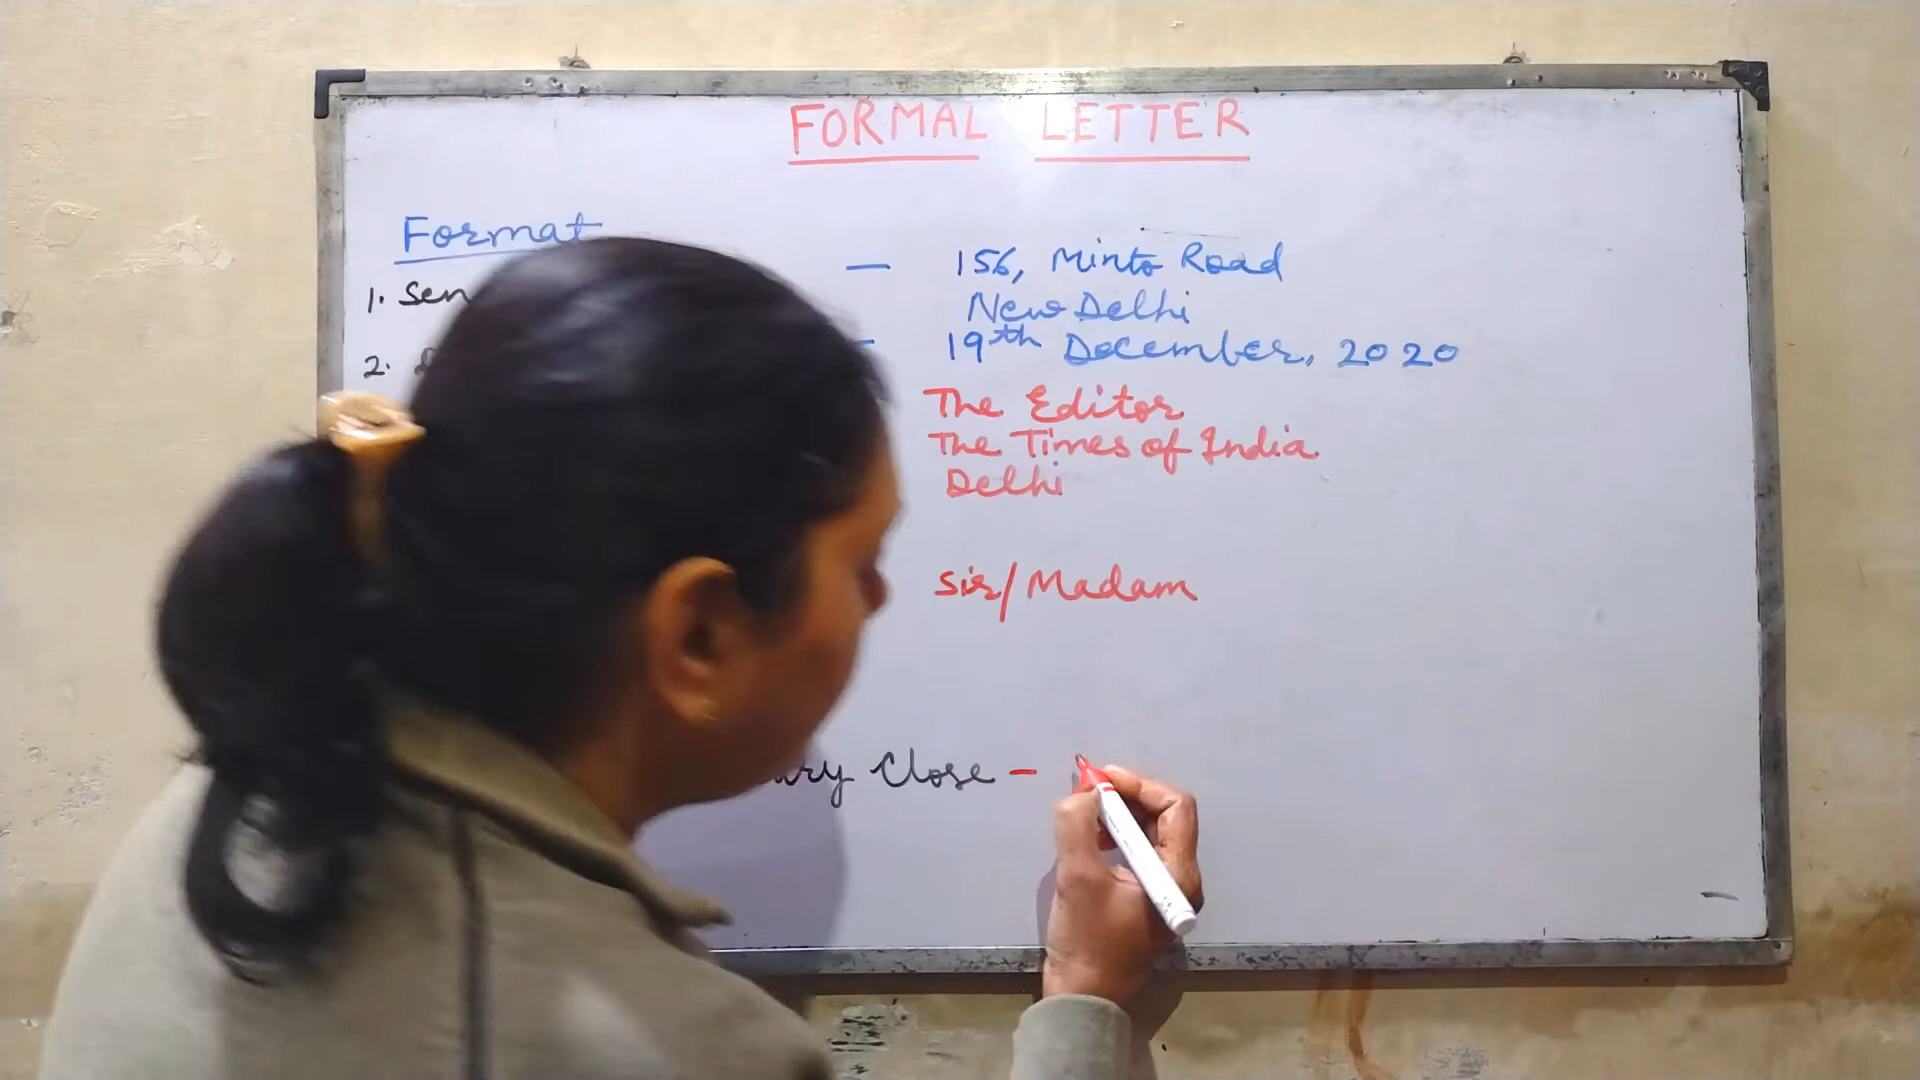 FORMAL LETTER
Format
1. Sen
— 156, Minto Road
New Delhi
2.
19th December, 2020
The Editor
The Times of India
Delhi
Sir/Madam
Close –